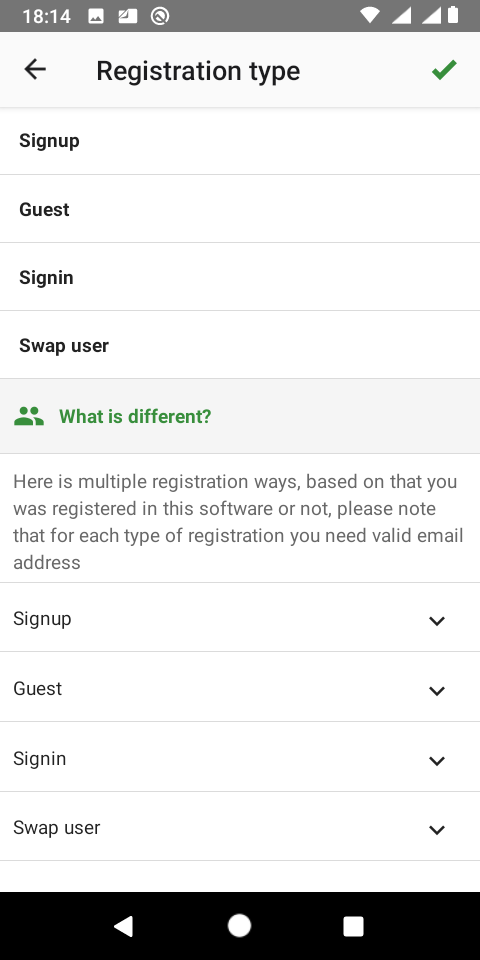 18:14
Registration type
Signup
Guest
Signin
Swap user
What is different?
Here is multiple registration ways, based on that you
was registered in this software or not, please note
that for each type of registration you need valid email
address
Signup
Guest
Signin
Swap user